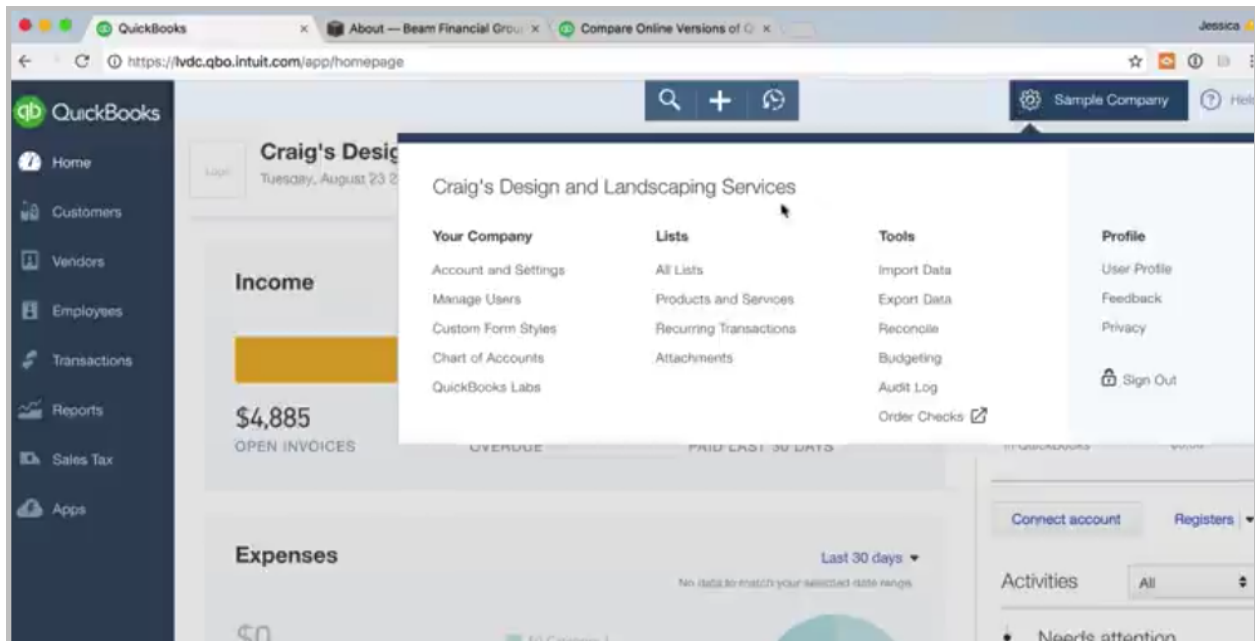 QuickBooks
About — Beam Financial Grou
Compare Online Versions of Q
Jessica
https://lvdc.qbo.intuit.com/app/homepage
qb QuickBooks
Sample Company
Help
Home
Customers
Vendors
Employees
Transactions
Reports
Sales Tax
Apps
Logo
Craig's Desig
Tuesday, August 23 2
Craig's Design and Landscaping Services
Your Company
Account and Settings
Manage Users
Custom Form Styles
Chart of Accounts
QuickBooks Labs
Lists
All Lists
Products and Services
Recurring Transactions
Attachments
Tools
Import Data
Export Data
Reconcile
Budgeting
Audit Log
Order Checks
Profile
User Profile
Feedback
Privacy
Sign Out
Income
$4,885
OPEN INVOICES
OVERDUE
PAID LAST 30 DAYS
Expenses
Last 30 days
No data to match your selected date range.
$0
Connect account
Registers
Activities
All
Needs attention